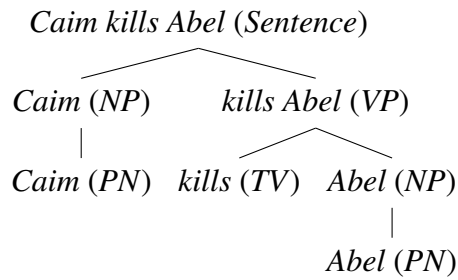 Caim kills Abel (Sentence)
Caim (NP) kills Abel (VP)
Caim (PN) kills (TV) Abel (NP)
Abel (PN)